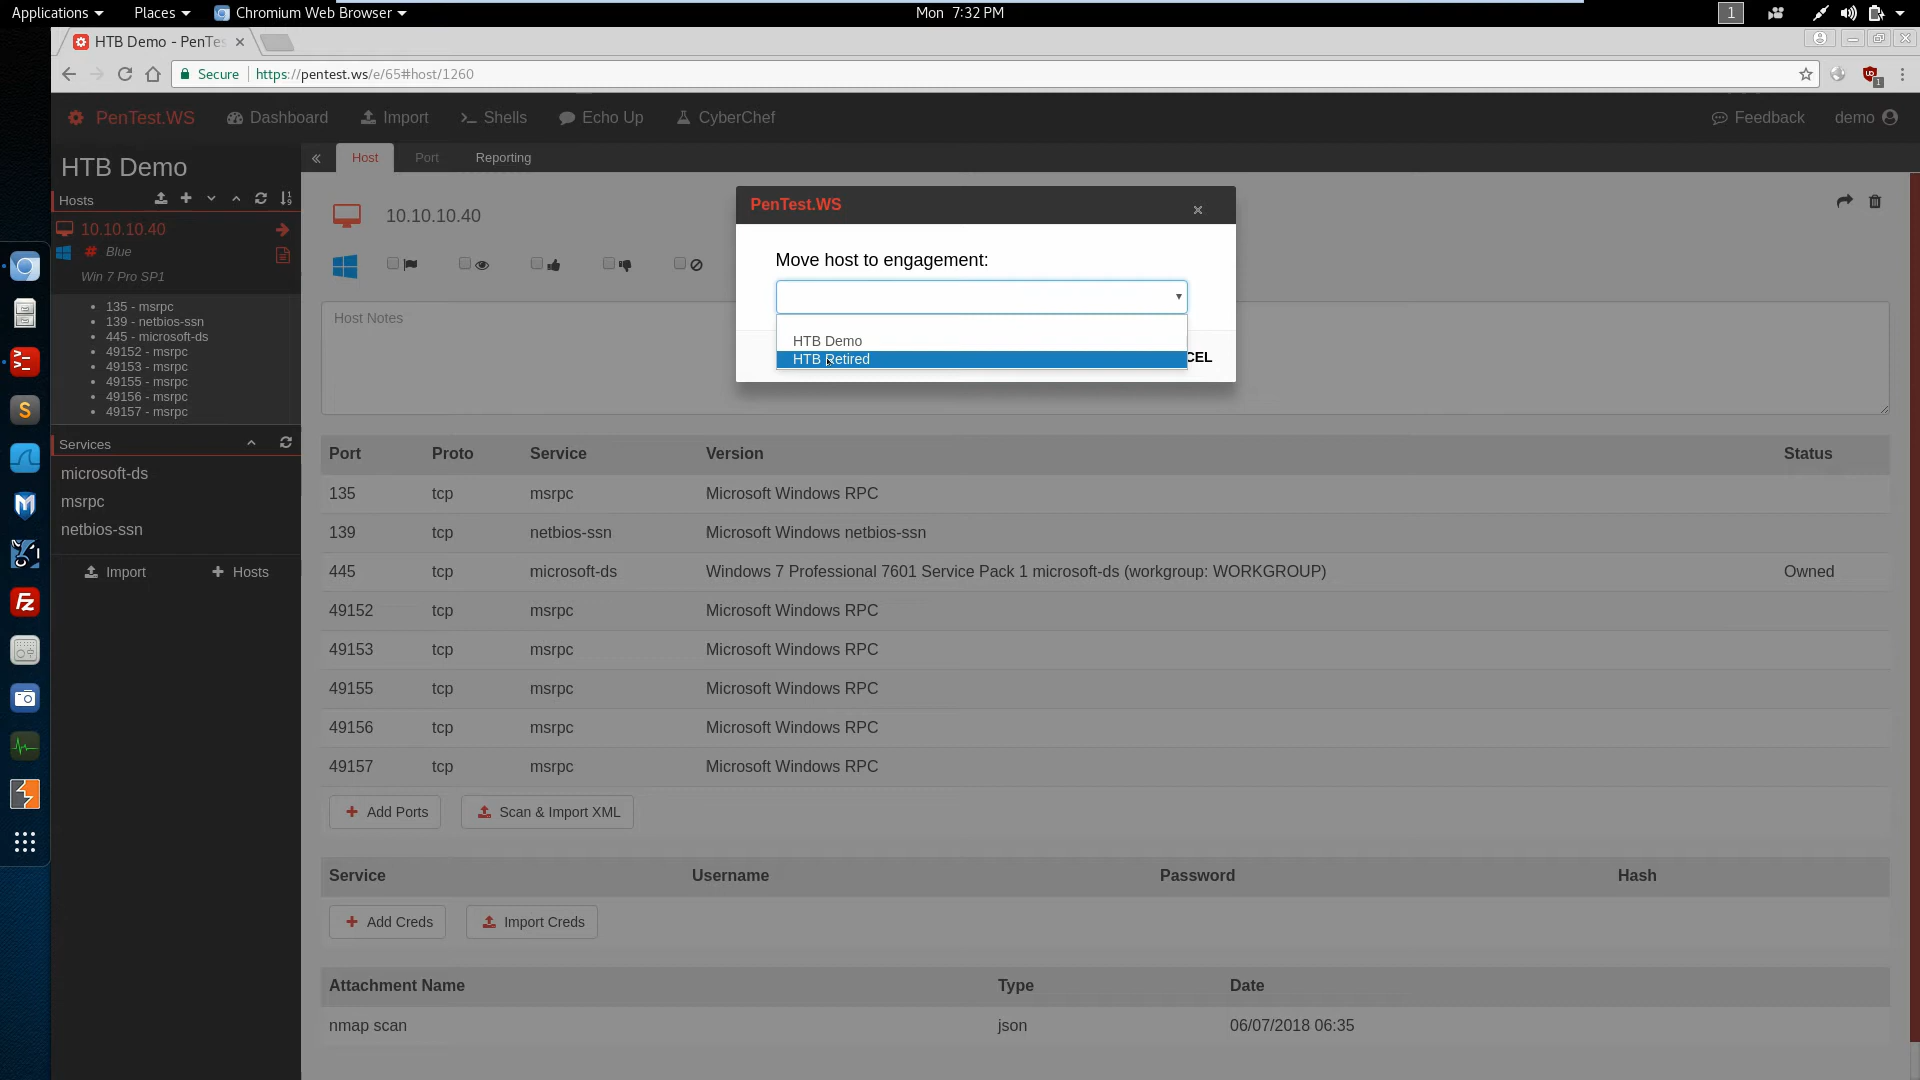 Applications Places Chromium Web Browser Mon 7:32 PM 1
HTB Demo - PenTes
Secure https://pentest.ws/e/65#host/1260 1
PenTest.WS Dashboard Import Shells Echo Up CyberChef Feedback demo
HTB Demo
Host Port Reporting
Hosts
10.10.10.40
# Blue
Win 7 Pro SP1
135 - msrpc
139 - netbios-ssn
445 - microsoft-ds
49152 - msrpc
49153 - msrpc
49155 - msrpc
49156 - msrpc
49157 - msrpc
Services
microsoft-ds
msrpc
netbios-ssn
Import Hosts
10.10.10.40
Host Notes
PenTest.WS
Move host to engagement:
HTB Demo
HTB Retired
CEL
Port Proto Service Version Status
135 tcp msrpc Microsoft Windows RPC
139 tcp netbios-ssn Microsoft Windows netbios-ssn
445 tcp microsoft-ds Windows 7 Professional 7601 Service Pack 1 microsoft-ds (workgroup: WORKGROUP) Owned
49152 tcp msrpc Microsoft Windows RPC
49153 tcp msrpc Microsoft Windows RPC
49155 tcp msrpc Microsoft Windows RPC
49156 tcp msrpc Microsoft Windows RPC
49157 tcp msrpc Microsoft Windows RPC
Add Ports Scan & Import XML
Service Username Password Hash
Add Creds Import Creds
Attachment Name Type Date
nmap scan json 06/07/2018 06:35